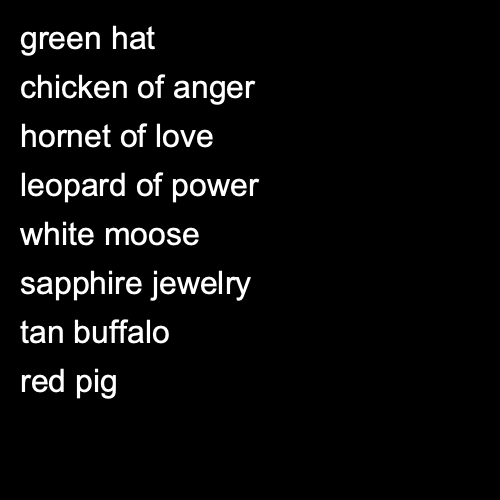 green hat
chicken of anger
hornet of love
leopard of power
white moose
sapphire jewelry
tan buffalo
red pig